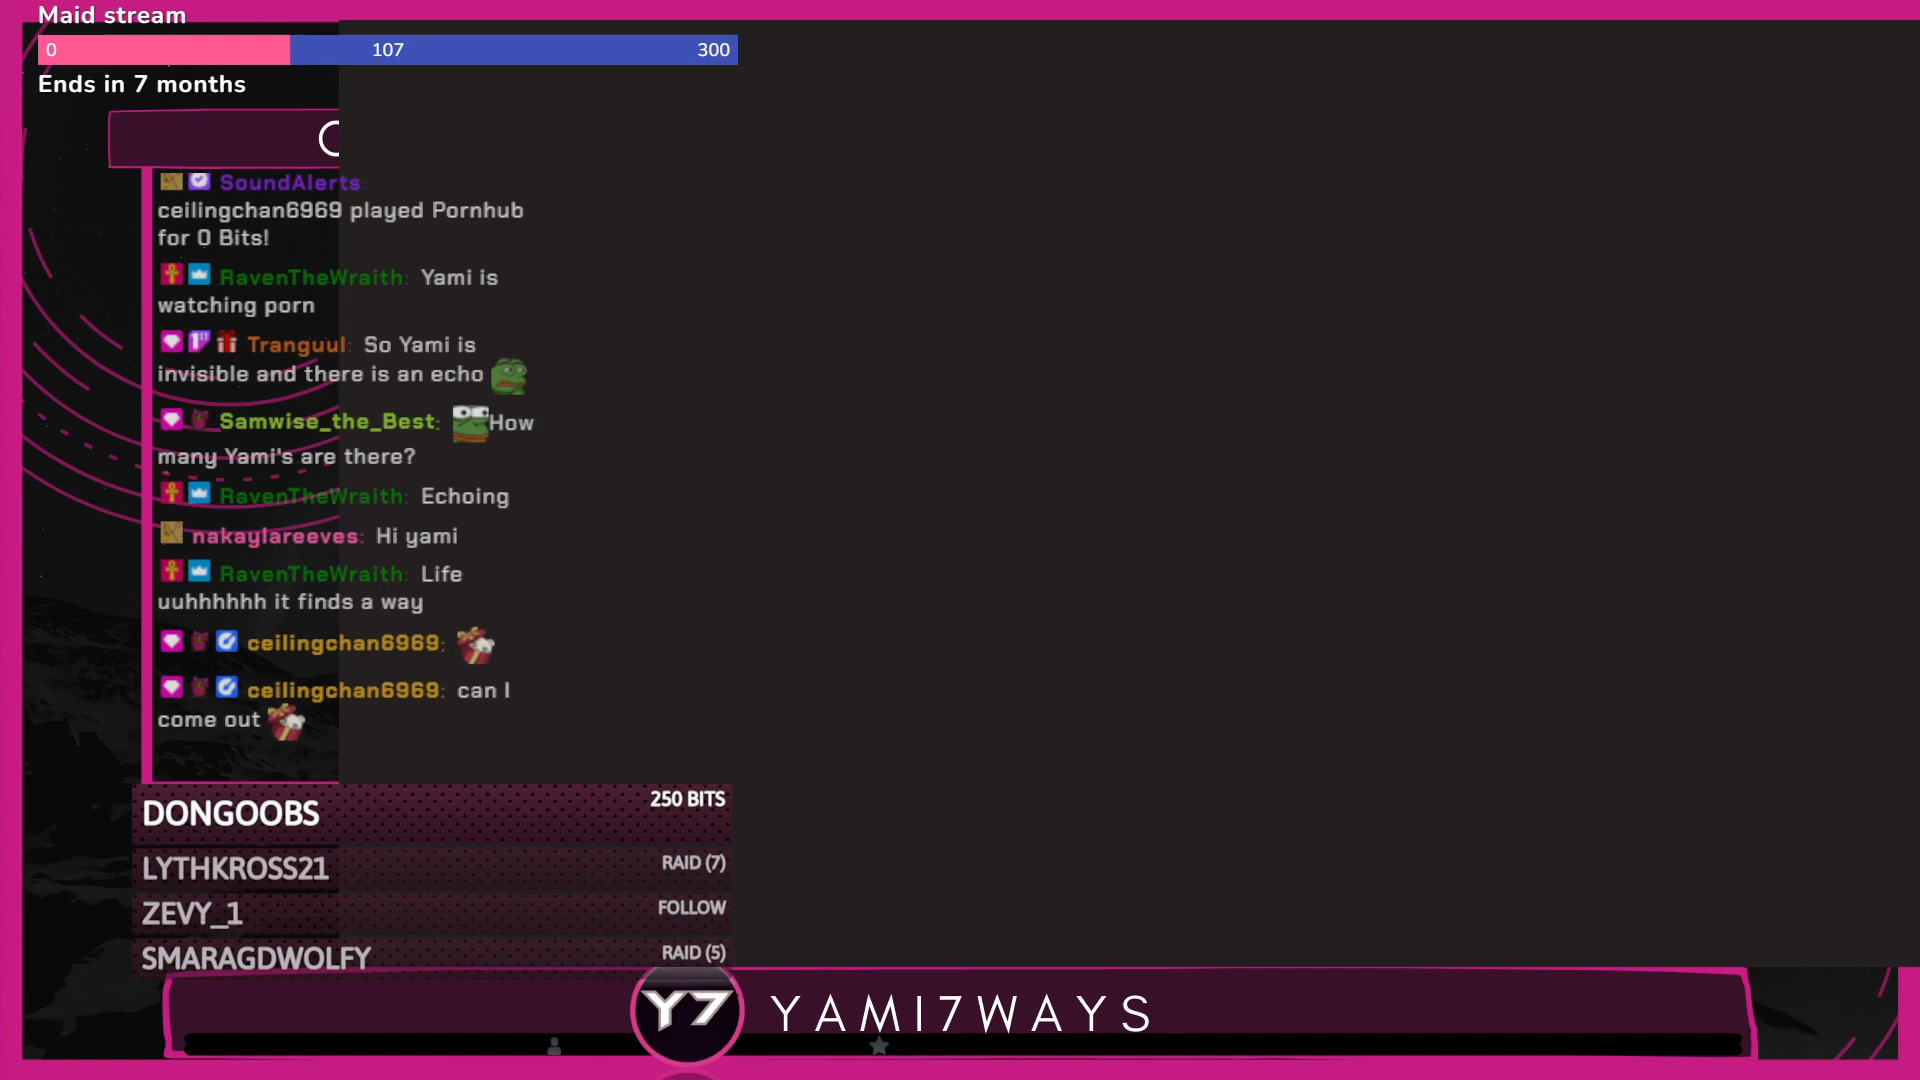 Maid stream
0 107 300
Ends in 7 months
SoundAlerts:
ceilingchan6969 played Pornhub
for 0 Bits!
RavenTheWraith: Yami is
watching porn
Tranguul: So Yami is
invisible and there is an echo
Samwise_the_Best: How
many Yami's are there?
RavenTheWraith: Echoing
nakaylareeves: Hi yami
RavenTheWraith: Life
uuhhhhhh it finds a way
ceilingchan6969:
ceilingchan6969: can I
come out
DONGOOBS 250 BITS
LYTHKROSS21 RAID (7)
ZEVY_1 FOLLOW
SMARAGDWOLFY RAID (5)
Y7 YAMI7WAYS